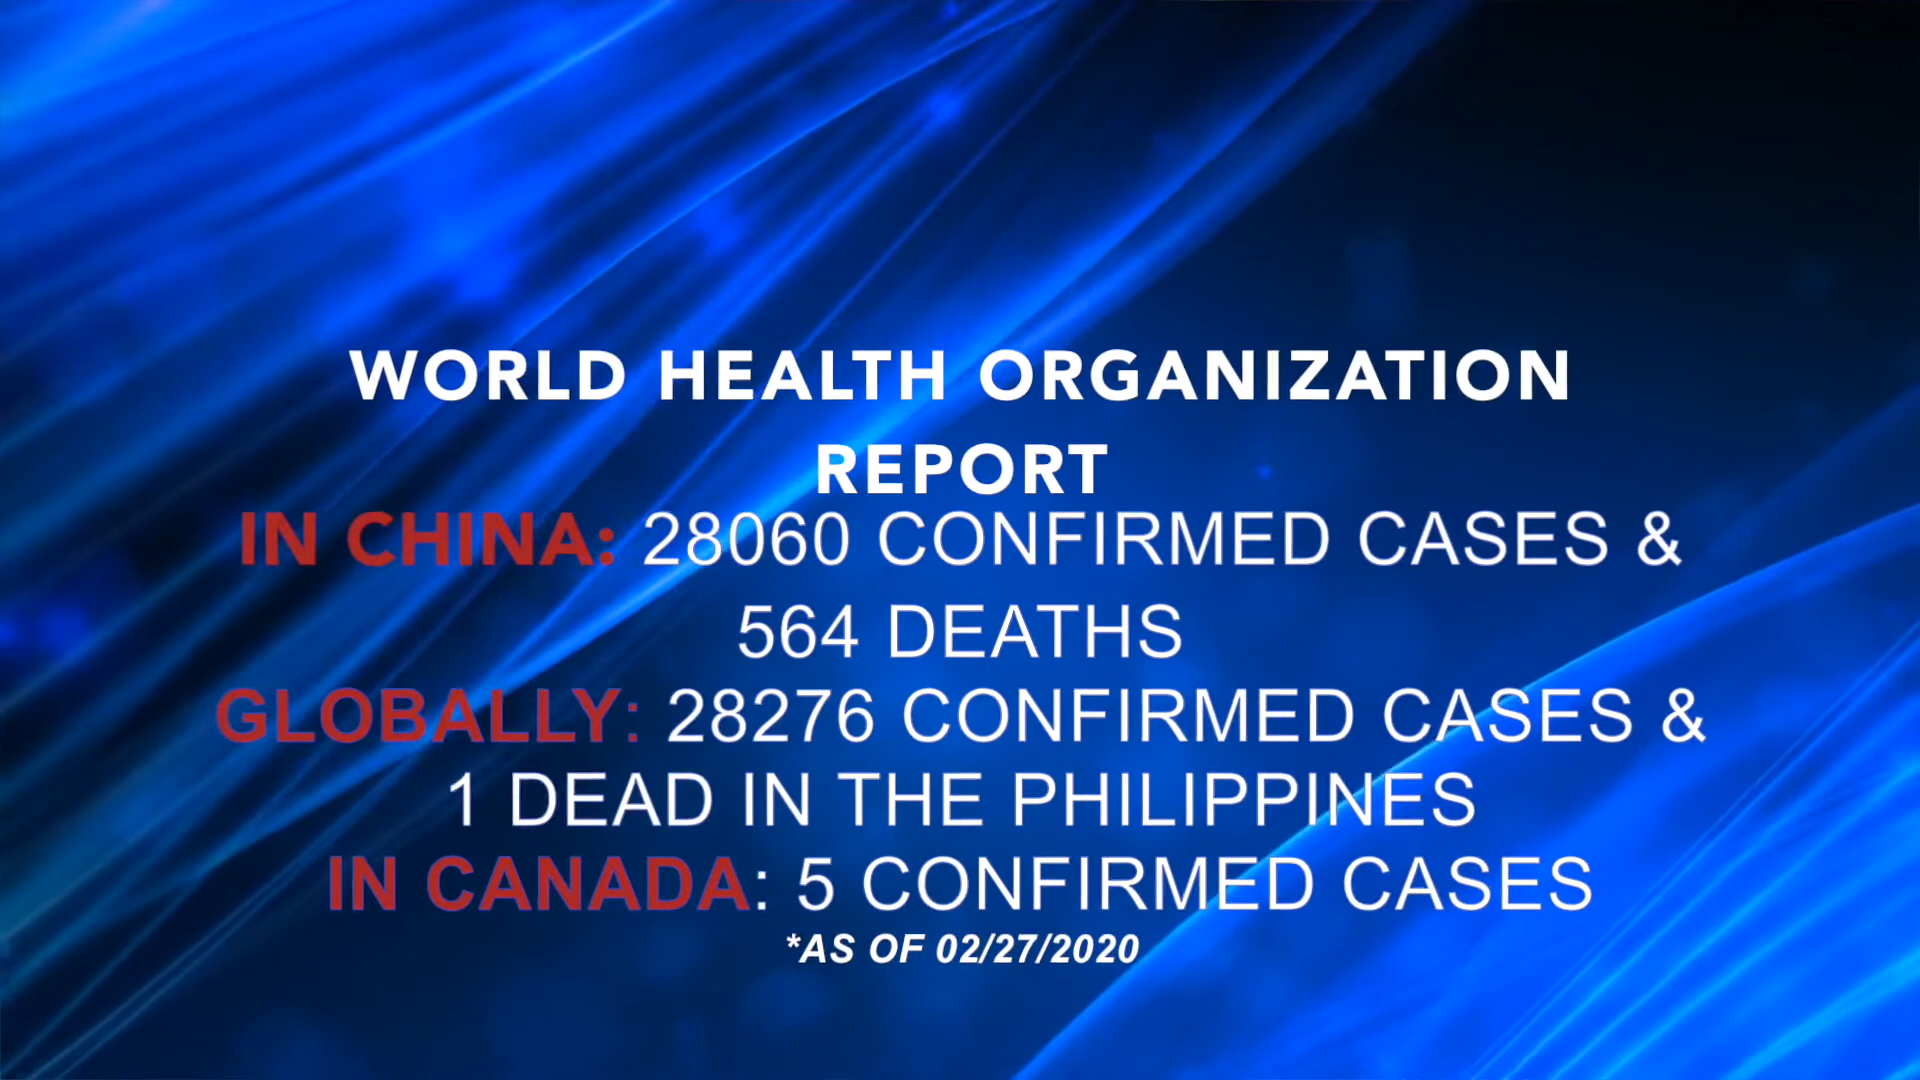 WORLD HEALTH ORGANIZATION
REPORT
IN CHINA: 28060 CONFIRMED CASES &
564 DEATHS
GLOBALLY: 28276 CONFIRMED CASES &
1 DEAD IN THE PHILIPPINES
IN CANADA: 5 CONFIRMED CASES
*AS OF 02/27/2020